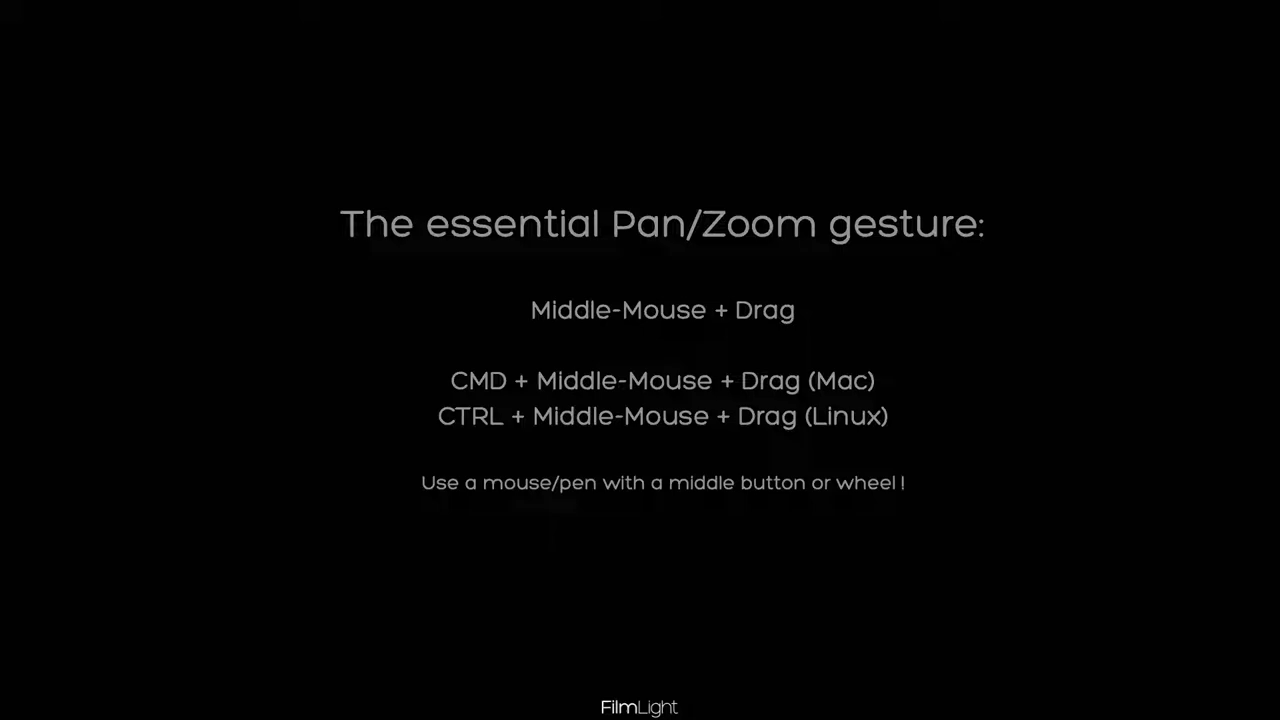 The essential Pan/Zoom gesture:
Middle-Mouse + Drag
CMD + Middle-Mouse + Drag (Mac)
CTRL + Middle-Mouse + Drag (Linux)
Use a mouse/pen with a middle button or wheel !
FilmLight